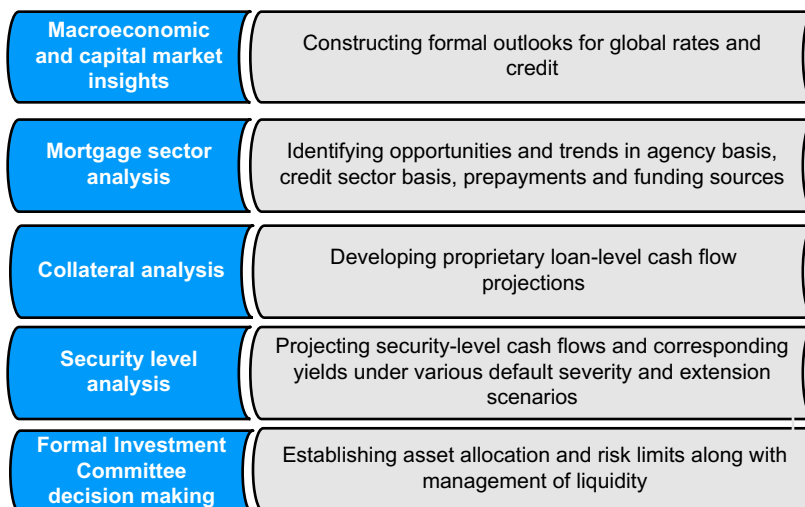 Macroeconomic
and capital market
insights
Constructing formal outlooks for global rates and
credit
Mortgage sector
analysis
Identifying opportunities and trends in agency basis,
credit sector basis, prepayments and funding sources
Collateral analysis
Developing proprietary loan-level cash flow
projections
Security level
analysis
Projecting security-level cash flows and corresponding
yields under various default severity and extension
scenarios
Formal Investment
Committee
decision making
Establishing asset allocation and risk limits along with
management of liquidity